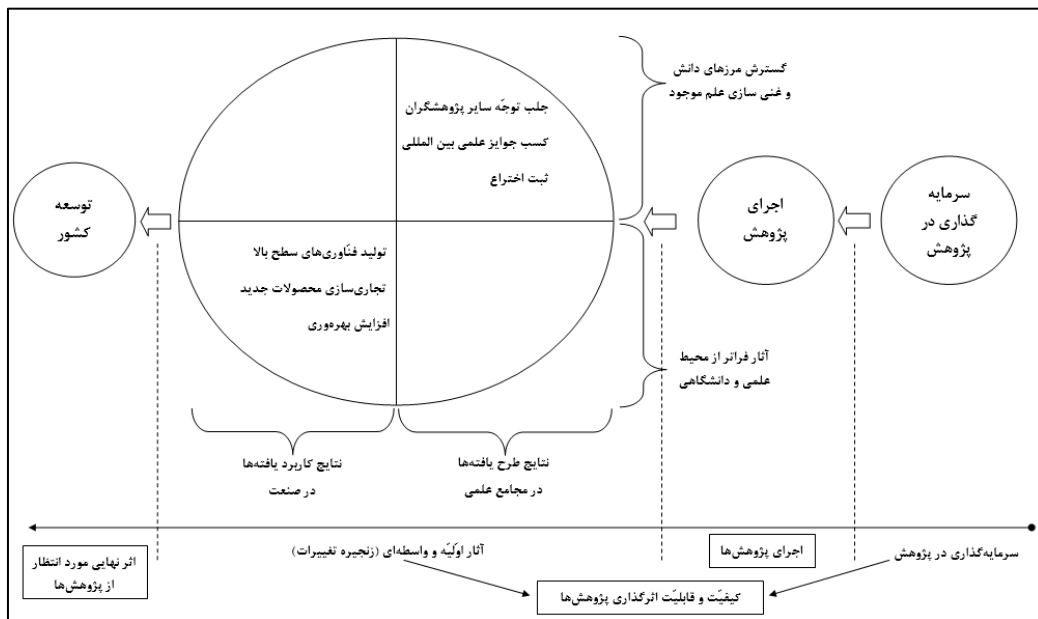 گسترش مرزهای دانش
و غنی سازی علم موجود
جلب توجّه سایر پژوهشگران
کسب جوایز علمی بین المللی
ثبت اختراع
سرمایه
گذاری در
پژوهش
اجرای
پژوهش
توسعه
کشور
تولید فنّاوری‌های سطح بالا
تجاری‌سازی محصولات جدید
افزایش بهره‌وری
آثار فراتر از محیط
علمی و دانشگاهی
نتایج طرح یافته‌ها
در مجامع علمی
نتایج کاربرد یافته‌ها
در صنعت
سرمایه‌گذاری در پژوهش
اجرای پژوهش‌ها
آثار اوّلیّه و واسطه‌ای (زنجیره تغییرات)
اثر نهایی مورد انتظار
از پژوهش‌ها
کیفیّت و قابلیّت اثرگذاری پژوهش‌ها